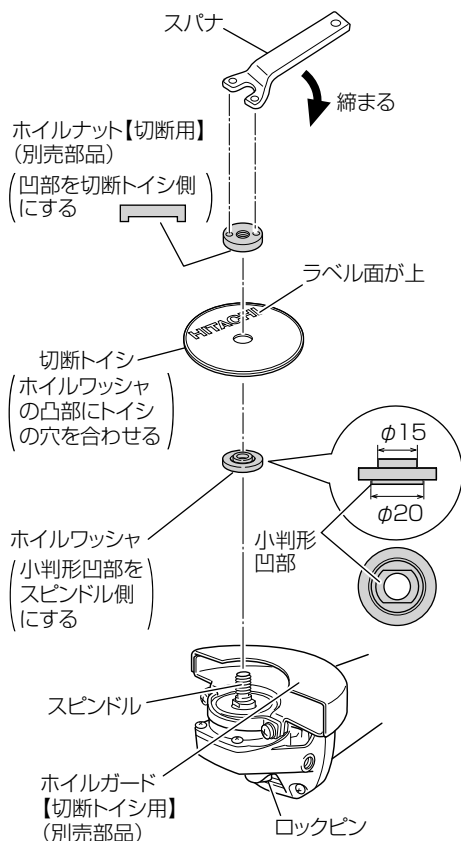 スパナ
締まる
ホイルナット【切断用】
（別売部品）
（凹部を切断トイシ側
にする）
ラベル面が上
HITACHI
切断トイシ
（ホイルワッシャ
の凸部にトイシ
の穴を合わせる）
φ15
φ20
小判形
凹部
ホイルワッシャ
（小判形凹部を
スピンドル側
にする）
スピンドル
ホイルガード
【切断トイシ用】
（別売部品）
ロックピン